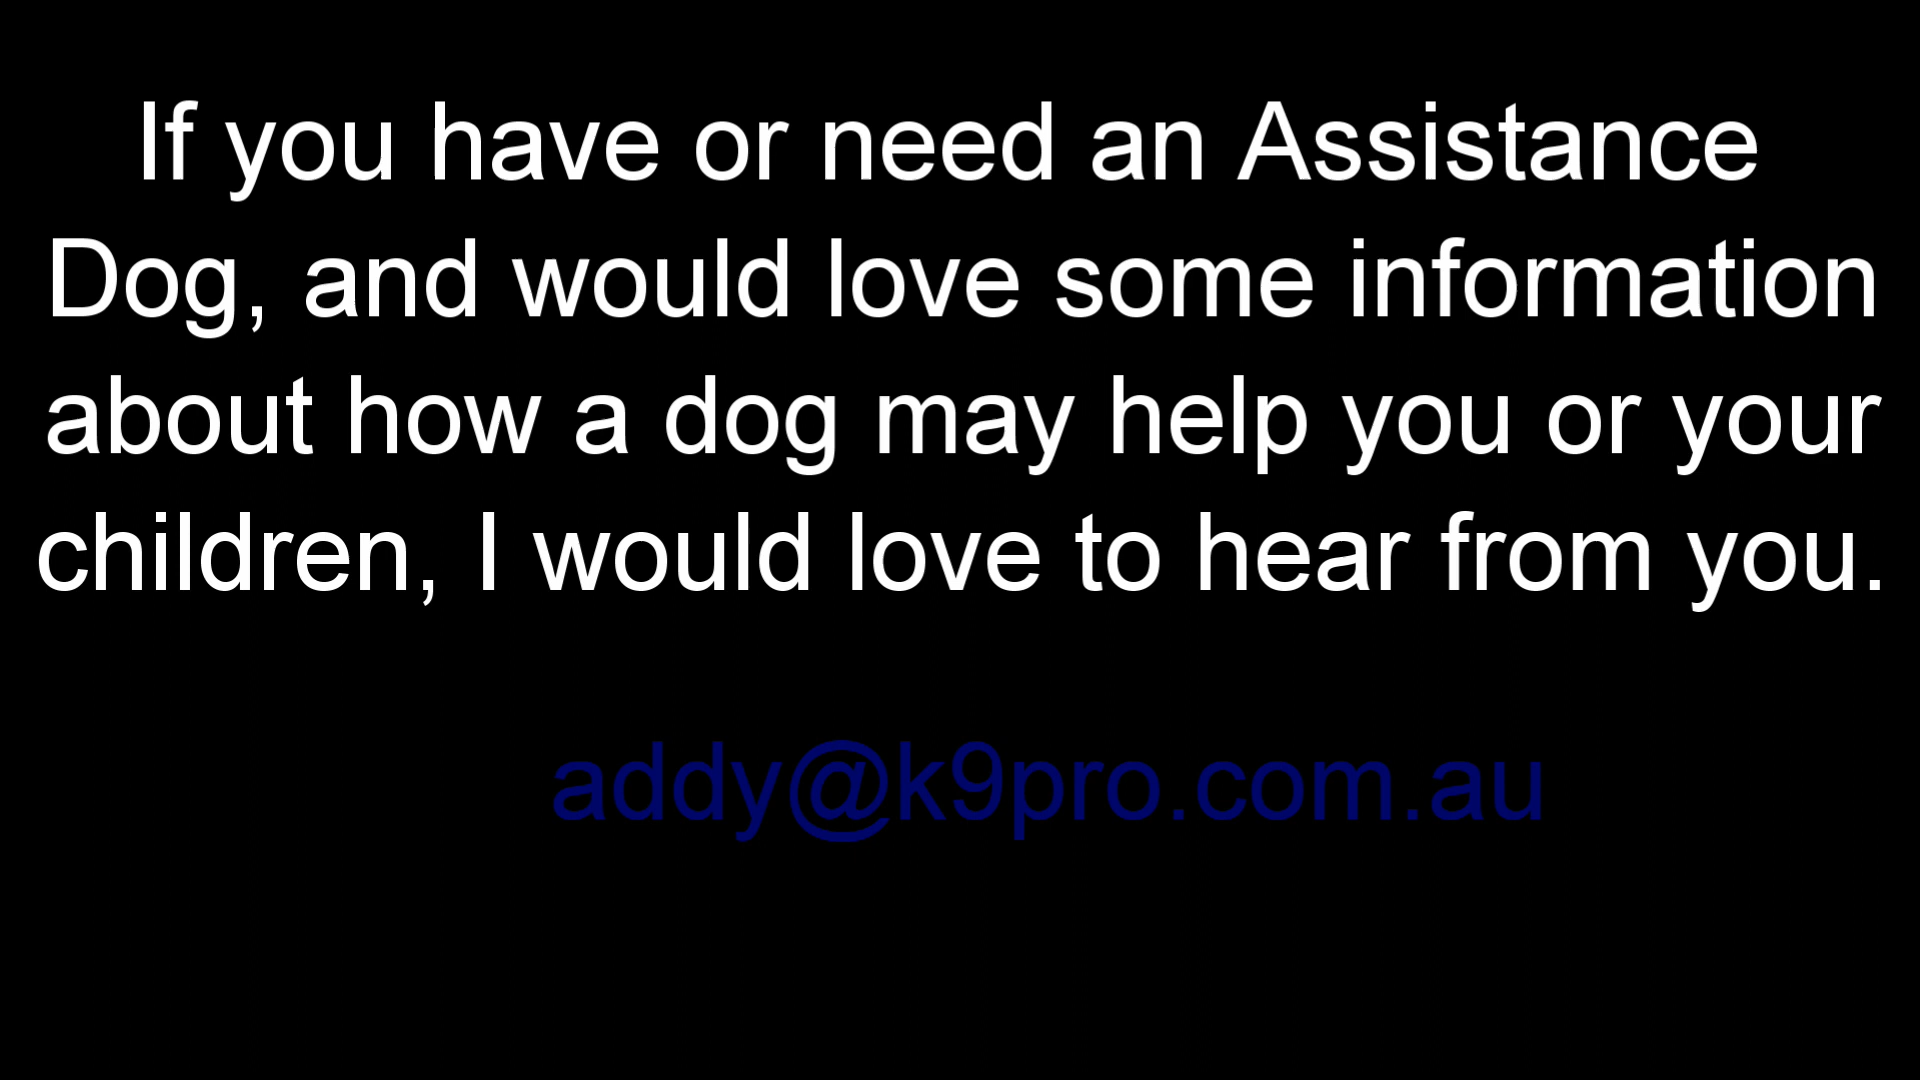 If you have or need an Assistance
Dog, and would love some information
about how a dog may help you or your
children, I would love to hear from you.
addy@k9pro.com.au